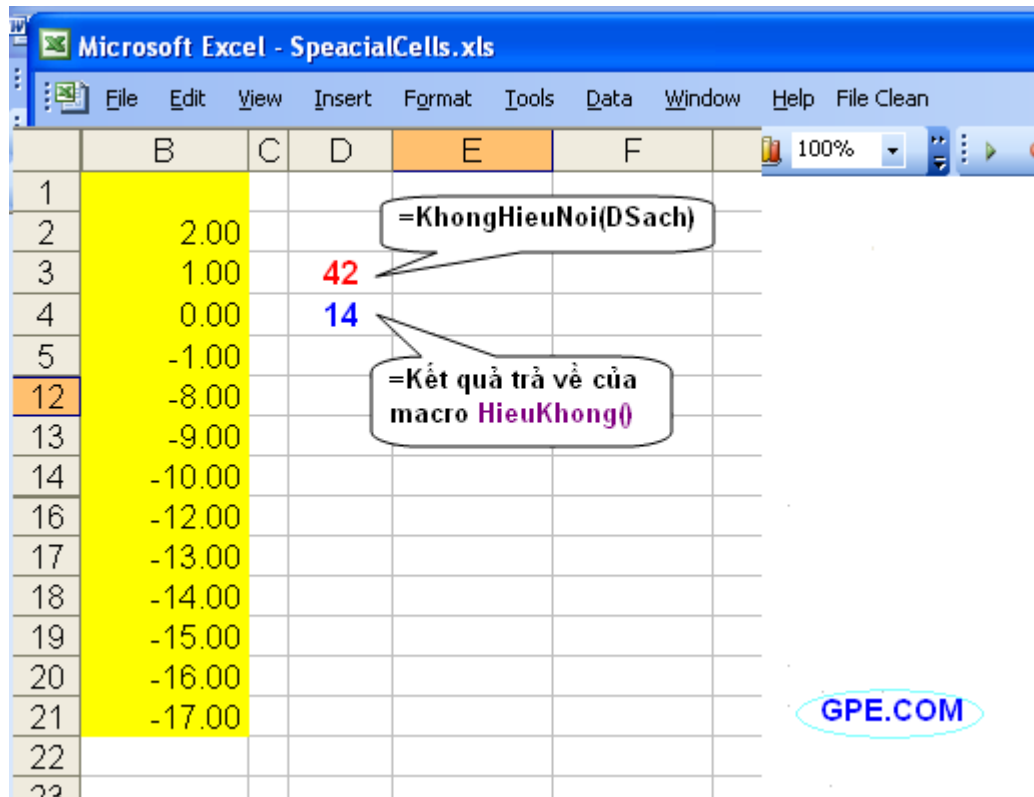 Microsoft Excel - SpeacialCells.xls
File Edit View Insert Format Tools Data Window Help File Clean
100%
B C D E F
1
2 2.00 =KhongHieuNoi(DSach)
3 1.00 42
4 0.00 14
5 -1.00
12 -8.00 =Kết quả trả về của
13 -9.00 macro HieuKhong()
14 -10.00
16 -12.00
17 -13.00
18 -14.00
19 -15.00
20 -16.00
21 -17.00 GPE.COM
22
23